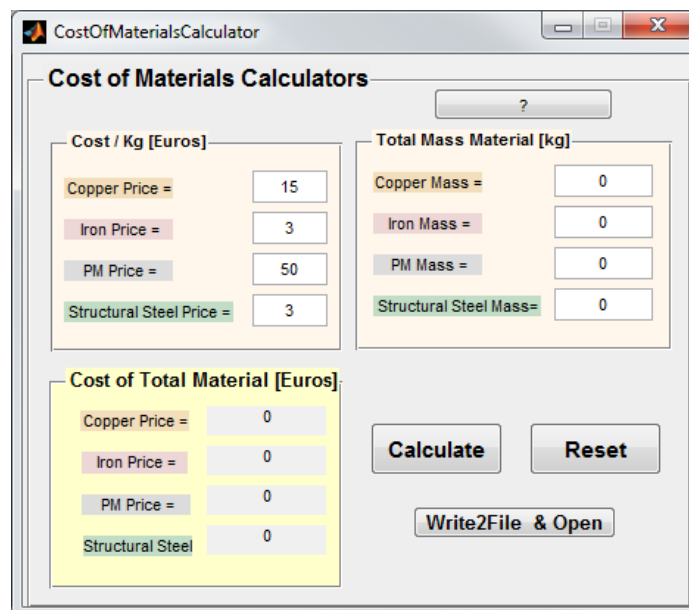 CostOfMaterialsCalculator
Cost of Materials Calculators
?
Cost / Kg [Euros]
Copper Price = 15
Iron Price = 3
PM Price = 50
Structural Steel Price = 3
Total Mass Material [kg]
Copper Mass = 0
Iron Mass = 0
PM Mass = 0
Structural Steel Mass= 0
Cost of Total Material [Euros]
Copper Price = 0
Iron Price = 0
PM Price = 0
Structural Steel 0
Calculate
Reset
Write2File & Open